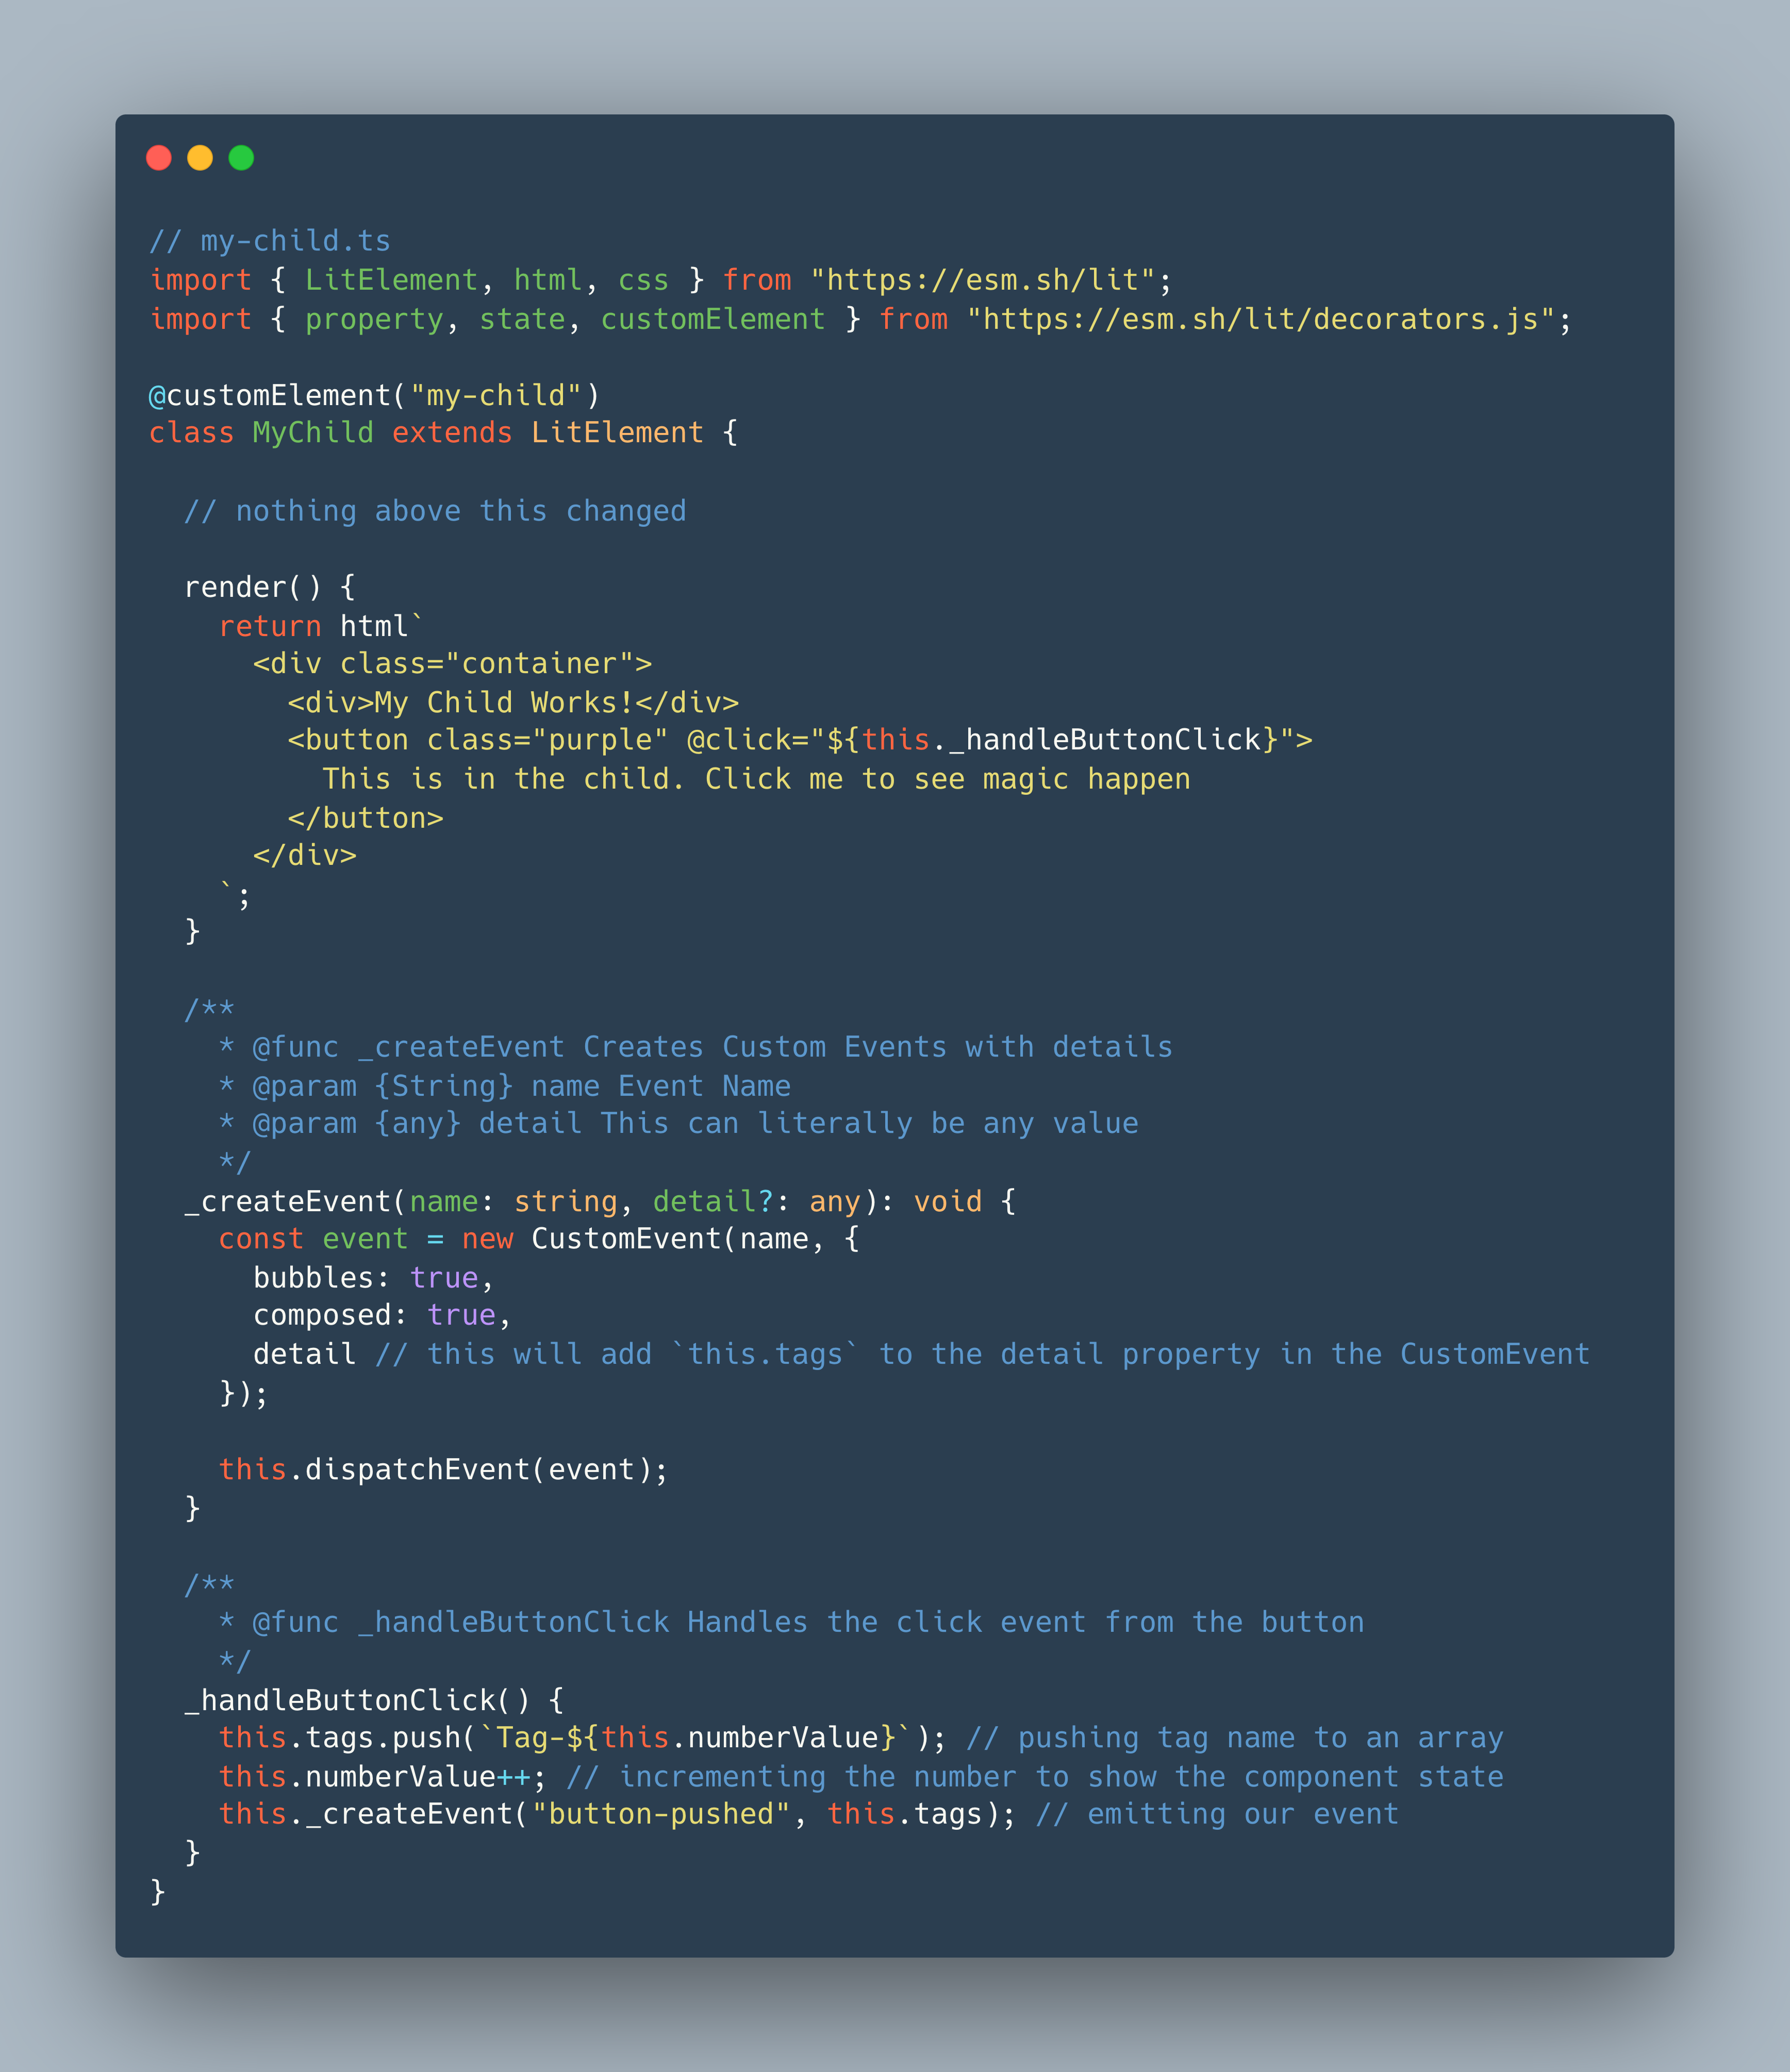 // my-child.ts
import { LitElement, html, css } from "https://esm.sh/lit";
import { property, state, customElement } from "https://esm.sh/lit/decorators.js";

@customElement("my-child")
class MyChild extends LitElement {

  // nothing above this changed

  render() {
    return html`
      <div class="container">
        <div>My Child Works!</div>
        <button class="purple" @click="${this._handleButtonClick}">
          This is in the child. Click me to see magic happen
        </button>
      </div>
    `;
  }

  /**
    * @func _createEvent Creates Custom Events with details
    * @param {String} name Event Name
    * @param {any} detail This can literally be any value
    */
  _createEvent(name: string, detail?: any): void {
    const event = new CustomEvent(name, {
      bubbles: true,
      composed: true,
      detail // this will add `this.tags` to the detail property in the CustomEvent
    });

    this.dispatchEvent(event);
  }

  /**
    * @func _handleButtonClick Handles the click event from the button
    */
  _handleButtonClick() {
    this.tags.push(`Tag-${this.numberValue}`); // pushing tag name to an array
    this.numberValue++; // incrementing the number to show the component state
    this._createEvent("button-pushed", this.tags); // emitting our event
  }
}